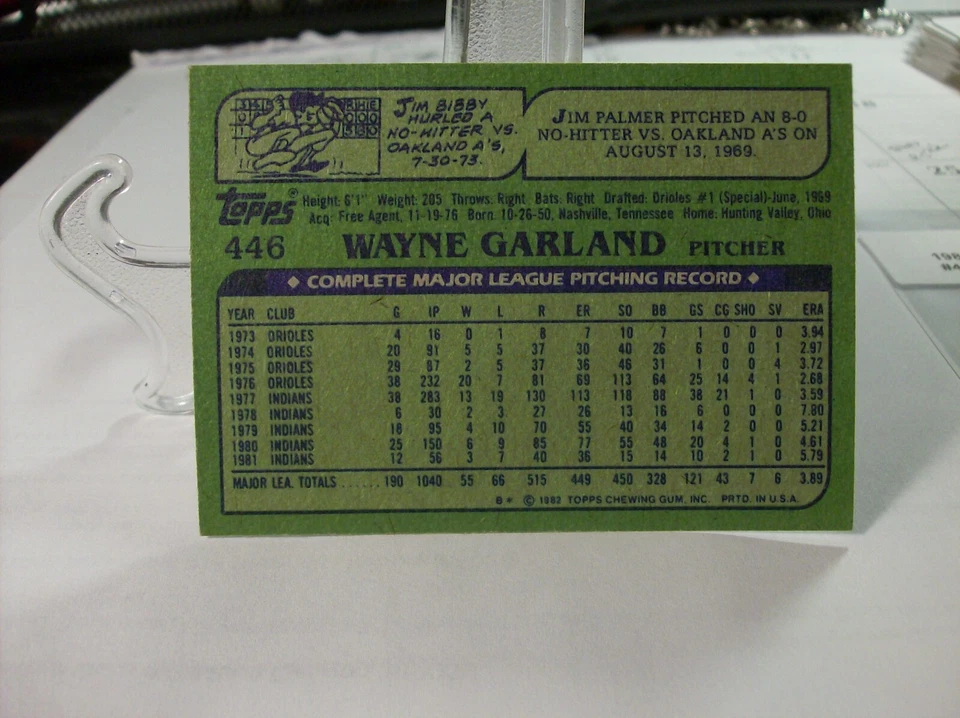 JIM BIBBY
HURLED A
NO-HITTER VS.
OAKLAND A'S,
7-30-73.
JIM PALMER PITCHED AN 8-0
NO-HITTER VS. OAKLAND A'S ON
AUGUST 13, 1969.
Topps®
Height: 6'1" Weight: 205 Throws: Right Bats: Right Drafted: Orioles #1 (Special)-June, 1969
Acq: Free Agent, 11-19-76 Born: 10-26-50, Nashville, Tennessee Home: Hunting Valley, Ohio
446 WAYNE GARLAND PITCHER
◆ COMPLETE MAJOR LEAGUE PITCHING RECORD ◆
YEAR CLUB G IP W L R ER SO BB GS CG SHO SV ERA
1973 ORIOLES 4 16 0 1 8 7 10 7 1 0 0 0 3.94
1974 ORIOLES 20 91 5 5 37 30 40 26 6 0 0 1 2.97
1975 ORIOLES 29 87 2 5 37 36 46 31 1 0 0 4 3.72
1976 ORIOLES 38 232 20 7 81 69 113 64 25 14 4 1 2.68
1977 INDIANS 38 283 13 19 130 113 118 88 38 21 1 0 3.59
1978 INDIANS 6 30 2 3 27 26 13 16 6 0 0 0 7.80
1979 INDIANS 18 95 4 10 70 55 40 34 14 2 0 0 5.21
1980 INDIANS 25 150 6 9 85 77 55 48 20 4 1 0 4.61
1981 INDIANS 12 56 3 7 40 36 15 14 10 2 1 0 5.79
MAJOR LEA. TOTALS ...... 190 1040 55 66 515 449 450 328 121 43 7 6 3.89
B* © 1982 TOPPS CHEWING GUM, INC. PRTD. IN U.S.A.